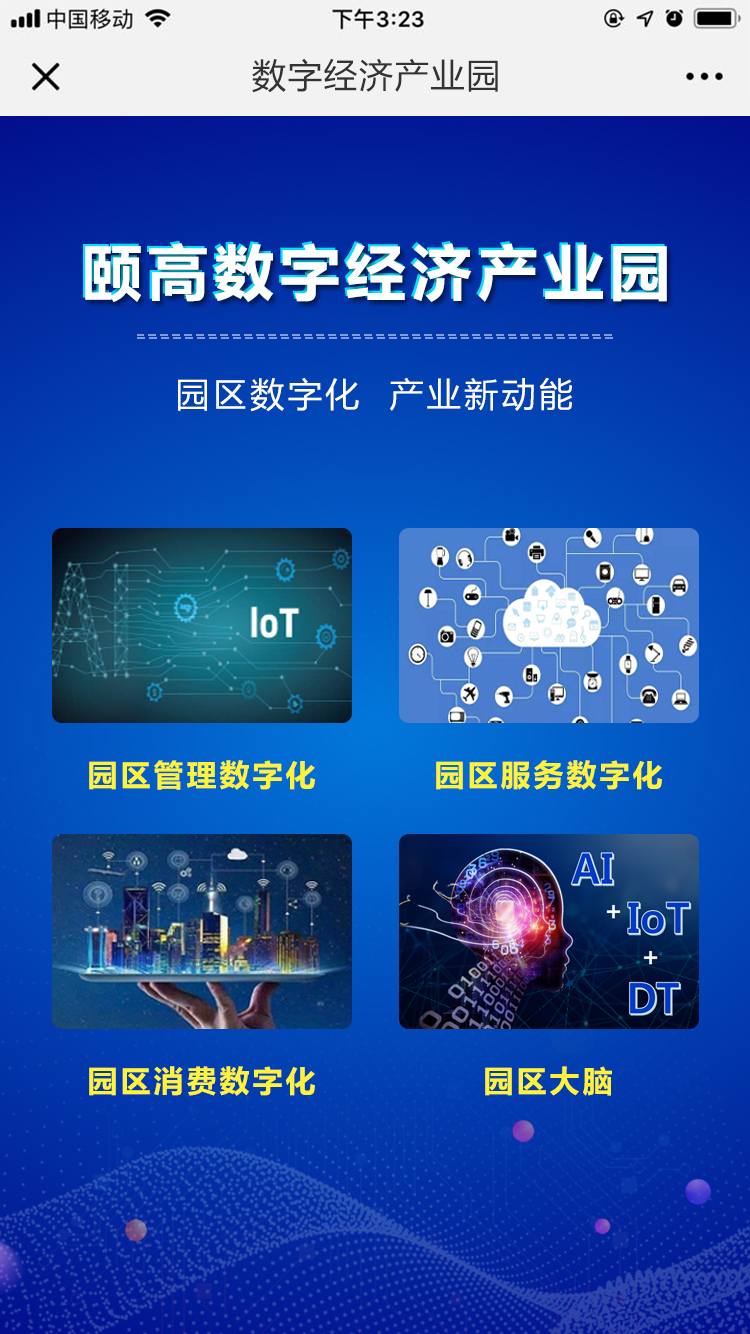 中国移动 下午3:23
数字经济产业园
颐高数字经济产业园
园区数字化 产业新动能
AI IoT
园区管理数字化 园区服务数字化
AI
+ IoT
+
DT
园区消费数字化 园区大脑